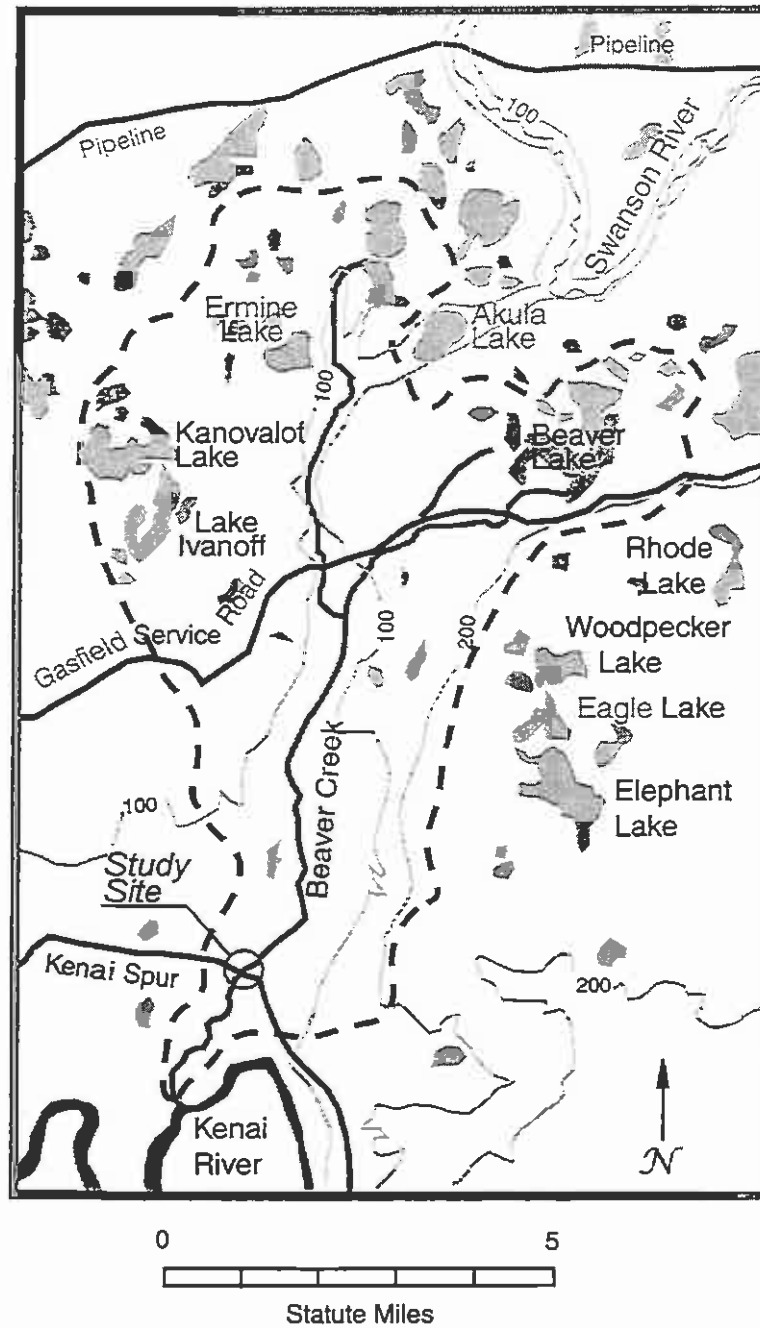 Pipeline
Pipeline
100
Swanson River
Ermine
Lake
Akula
Lake
100
Kanovalof
Lake
Beaver
Lake
Lake
Ivanoff
Rhode
Lake
Gasfield Service Road
100
200
Woodpecker
Lake
Eagle Lake
Elephant
Lake
100
Beaver Creek
Study
Site
Kenai Spur
200
Kenai
River
N
0 5
Statute Miles